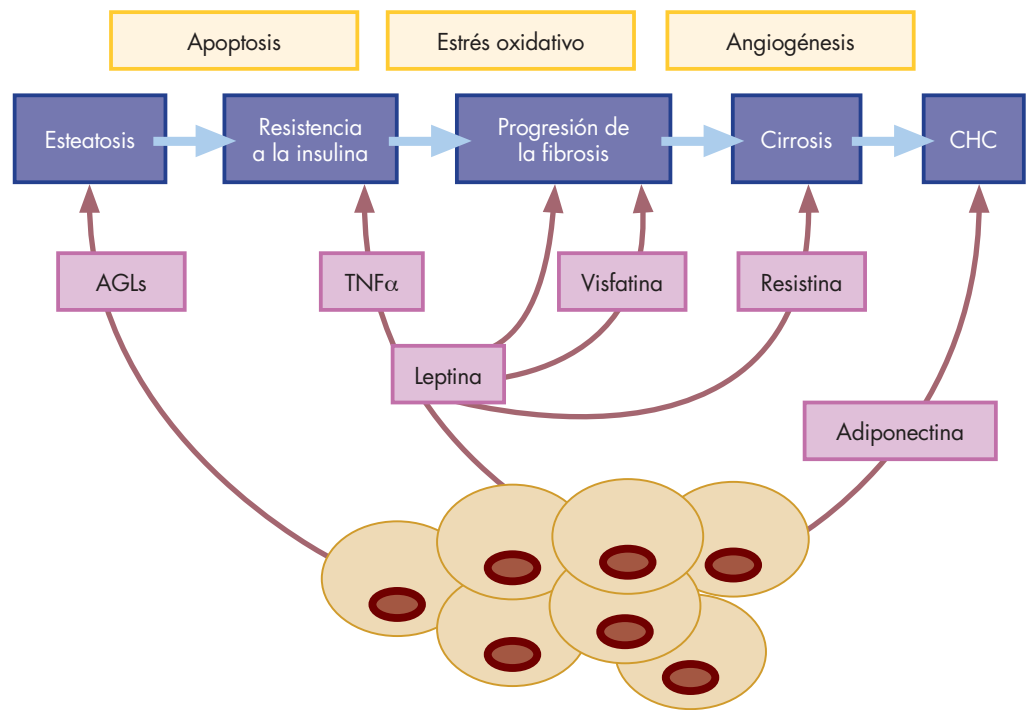 Apoptosis
Estrés oxidativo
Angiogénesis
Esteatosis
Resistencia
a la insulina
Progresión de
la fibrosis
Cirrosis
CHC
AGLs
TNFα
Visfatina
Resistina
Leptina
Adiponectina